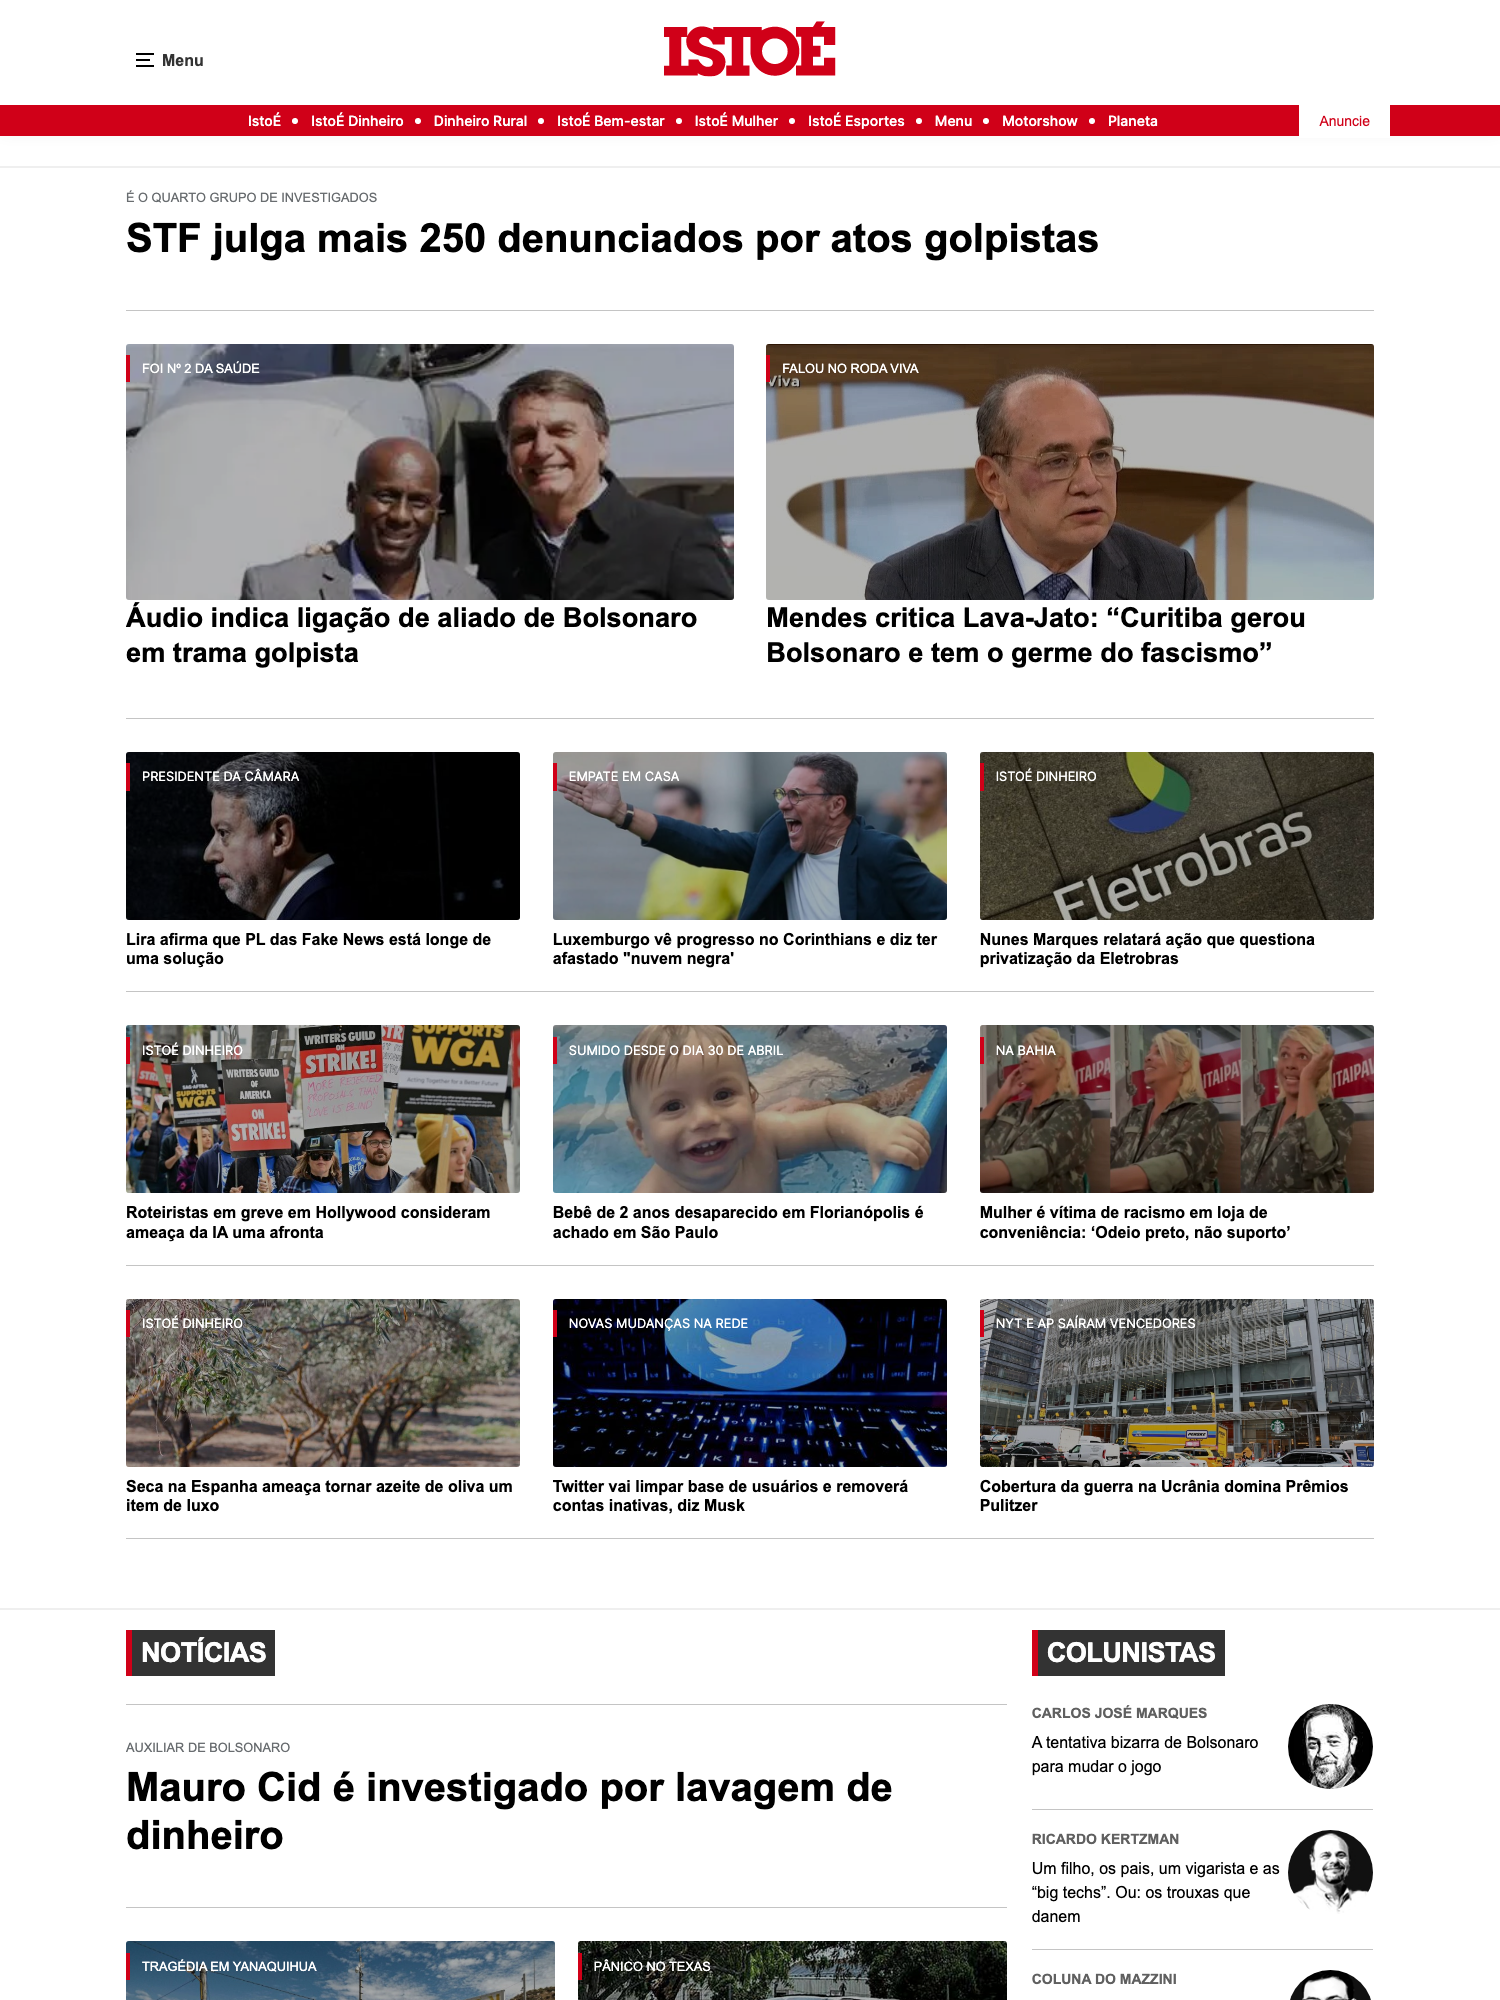 Menu
ISTOÉ
IstoÉ • IstoÉ Dinheiro • Dinheiro Rural • IstoÉ Bem-estar • IstoÉ Mulher • IstoÉ Esportes • Menu • Motorshow • Planeta
Anuncie
É O QUARTO GRUPO DE INVESTIGADOS
STF julga mais 250 denunciados por atos golpistas
FOI Nº 2 DA SAÚDE
Áudio indica ligação de aliado de Bolsonaro
em trama golpista
FALOU NO RODA VIVA
Viva
Mendes critica Lava-Jato: “Curitiba gerou
Bolsonaro e tem o germe do fascismo”
PRESIDENTE DA CÂMARA
Lira afirma que PL das Fake News está longe de
uma solução
EMPATE EM CASA
Luxemburgo vê progresso no Corinthians e diz ter
afastado "nuvem negra'
ISTOÉ DINHEIRO
Eletrobras
Nunes Marques relatará ação que questiona
privatização da Eletrobras
ISTOÉ DINHEIRO
WRITERS GUILD
STRIKE!
SUPPORTS
WGA
SUPPORTS
WGA
WRITERS GUILD
OF
AMERICA
ON
STRIKE!
Roteiristas em greve em Hollywood consideram
ameaça da IA uma afronta
SUMIDO DESDE O DIA 30 DE ABRIL
Bebê de 2 anos desaparecido em Florianópolis é
achado em São Paulo
NA BAHIA
Mulher é vítima de racismo em loja de
conveniência: ‘Odeio preto, não suporto’
ISTOÉ DINHEIRO
Seca na Espanha ameaça tornar azeite de oliva um
item de luxo
NOVAS MUDANÇAS NA REDE
Twitter vai limpar base de usuários e removerá
contas inativas, diz Musk
NYT E AP SAÍRAM VENCEDORES
Cobertura da guerra na Ucrânia domina Prêmios
Pulitzer
NOTÍCIAS
AUXILIAR DE BOLSONARO
Mauro Cid é investigado por lavagem de
dinheiro
TRAGÉDIA EM YANAQUIHUA
PÂNICO NO TEXAS
COLUNISTAS
CARLOS JOSÉ MARQUES
A tentativa bizarra de Bolsonaro
para mudar o jogo
RICARDO KERTZMAN
Um filho, os pais, um vigarista e as
“big techs”. Ou: os trouxas que
danem
COLUNA DO MAZZINI